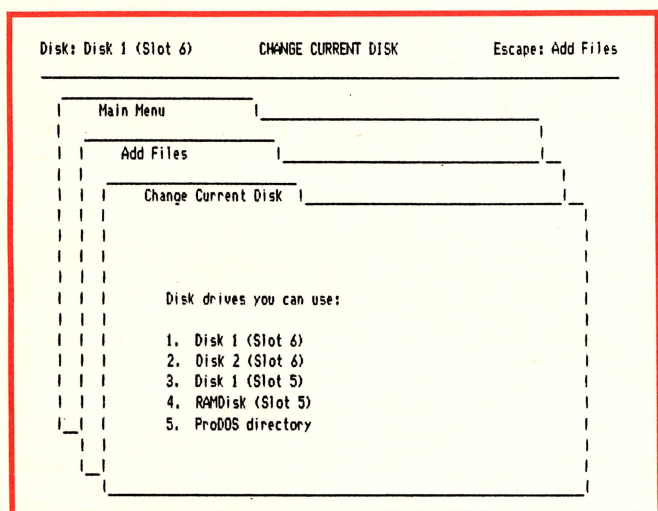 Disk: Disk 1 (Slot 6) CHANGE CURRENT DISK Escape: Add Files
Main Menu
Add Files
Change Current Disk
Disk drives you can use:
1. Disk 1 (Slot 6)
2. Disk 2 (Slot 6)
3. Disk 1 (Slot 5)
4. RAMDisk (Slot 5)
5. ProDOS directory